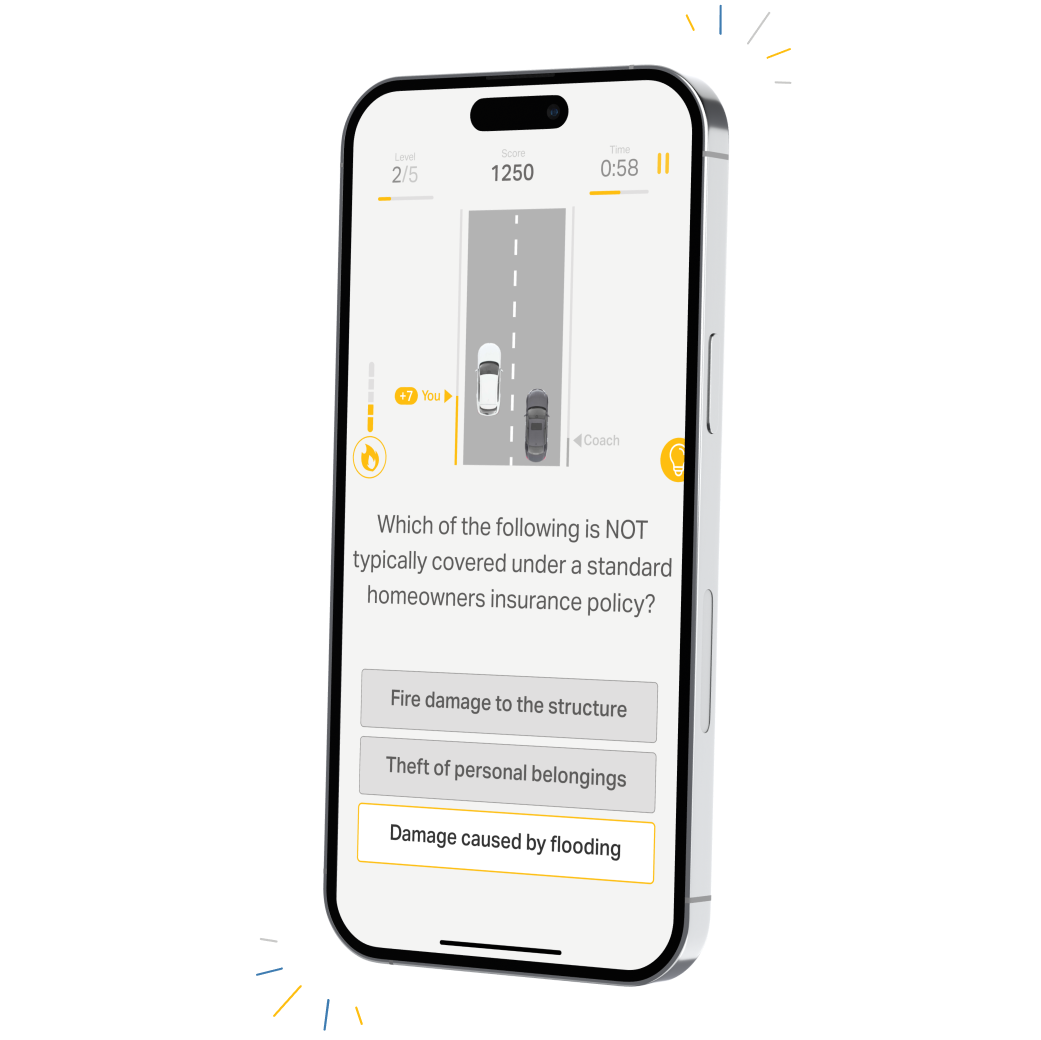 Level
2/5
Score
1250
Time
0:58
+7 You
Coach
Which of the following is NOT
typically covered under a standard
homeowners insurance policy?
Fire damage to the structure
Theft of personal belongings
Damage caused by flooding